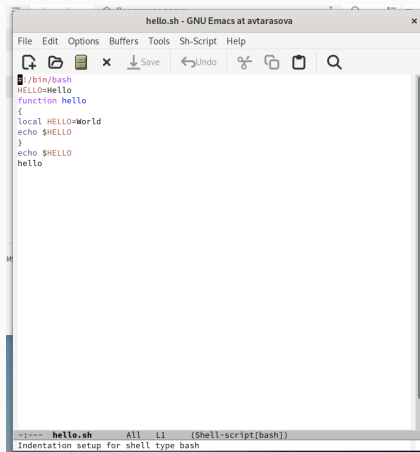 hello.sh - GNU Emacs at avtarasova ×
File Edit Options Buffers Tools Sh-Script Help
Save Undo
#!/bin/bash
HELLO=Hello
function hello
{
local HELLO=World
echo $HELLO
}
echo $HELLO
hello
-:--- hello.sh All L1 (Shell-script[bash])
Indentation setup for shell type bash